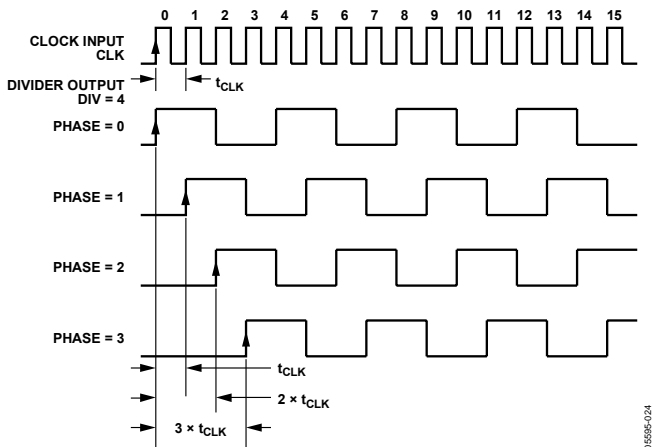 0 1 2 3 4 5 6 7 8 9 10 11 12 13 14 15
CLOCK INPUT
CLK
DIVIDER OUTPUT
DIV = 4
tCLK
PHASE = 0
PHASE = 1
PHASE = 2
PHASE = 3
tCLK
2 × tCLK
3 × tCLK
05595-024